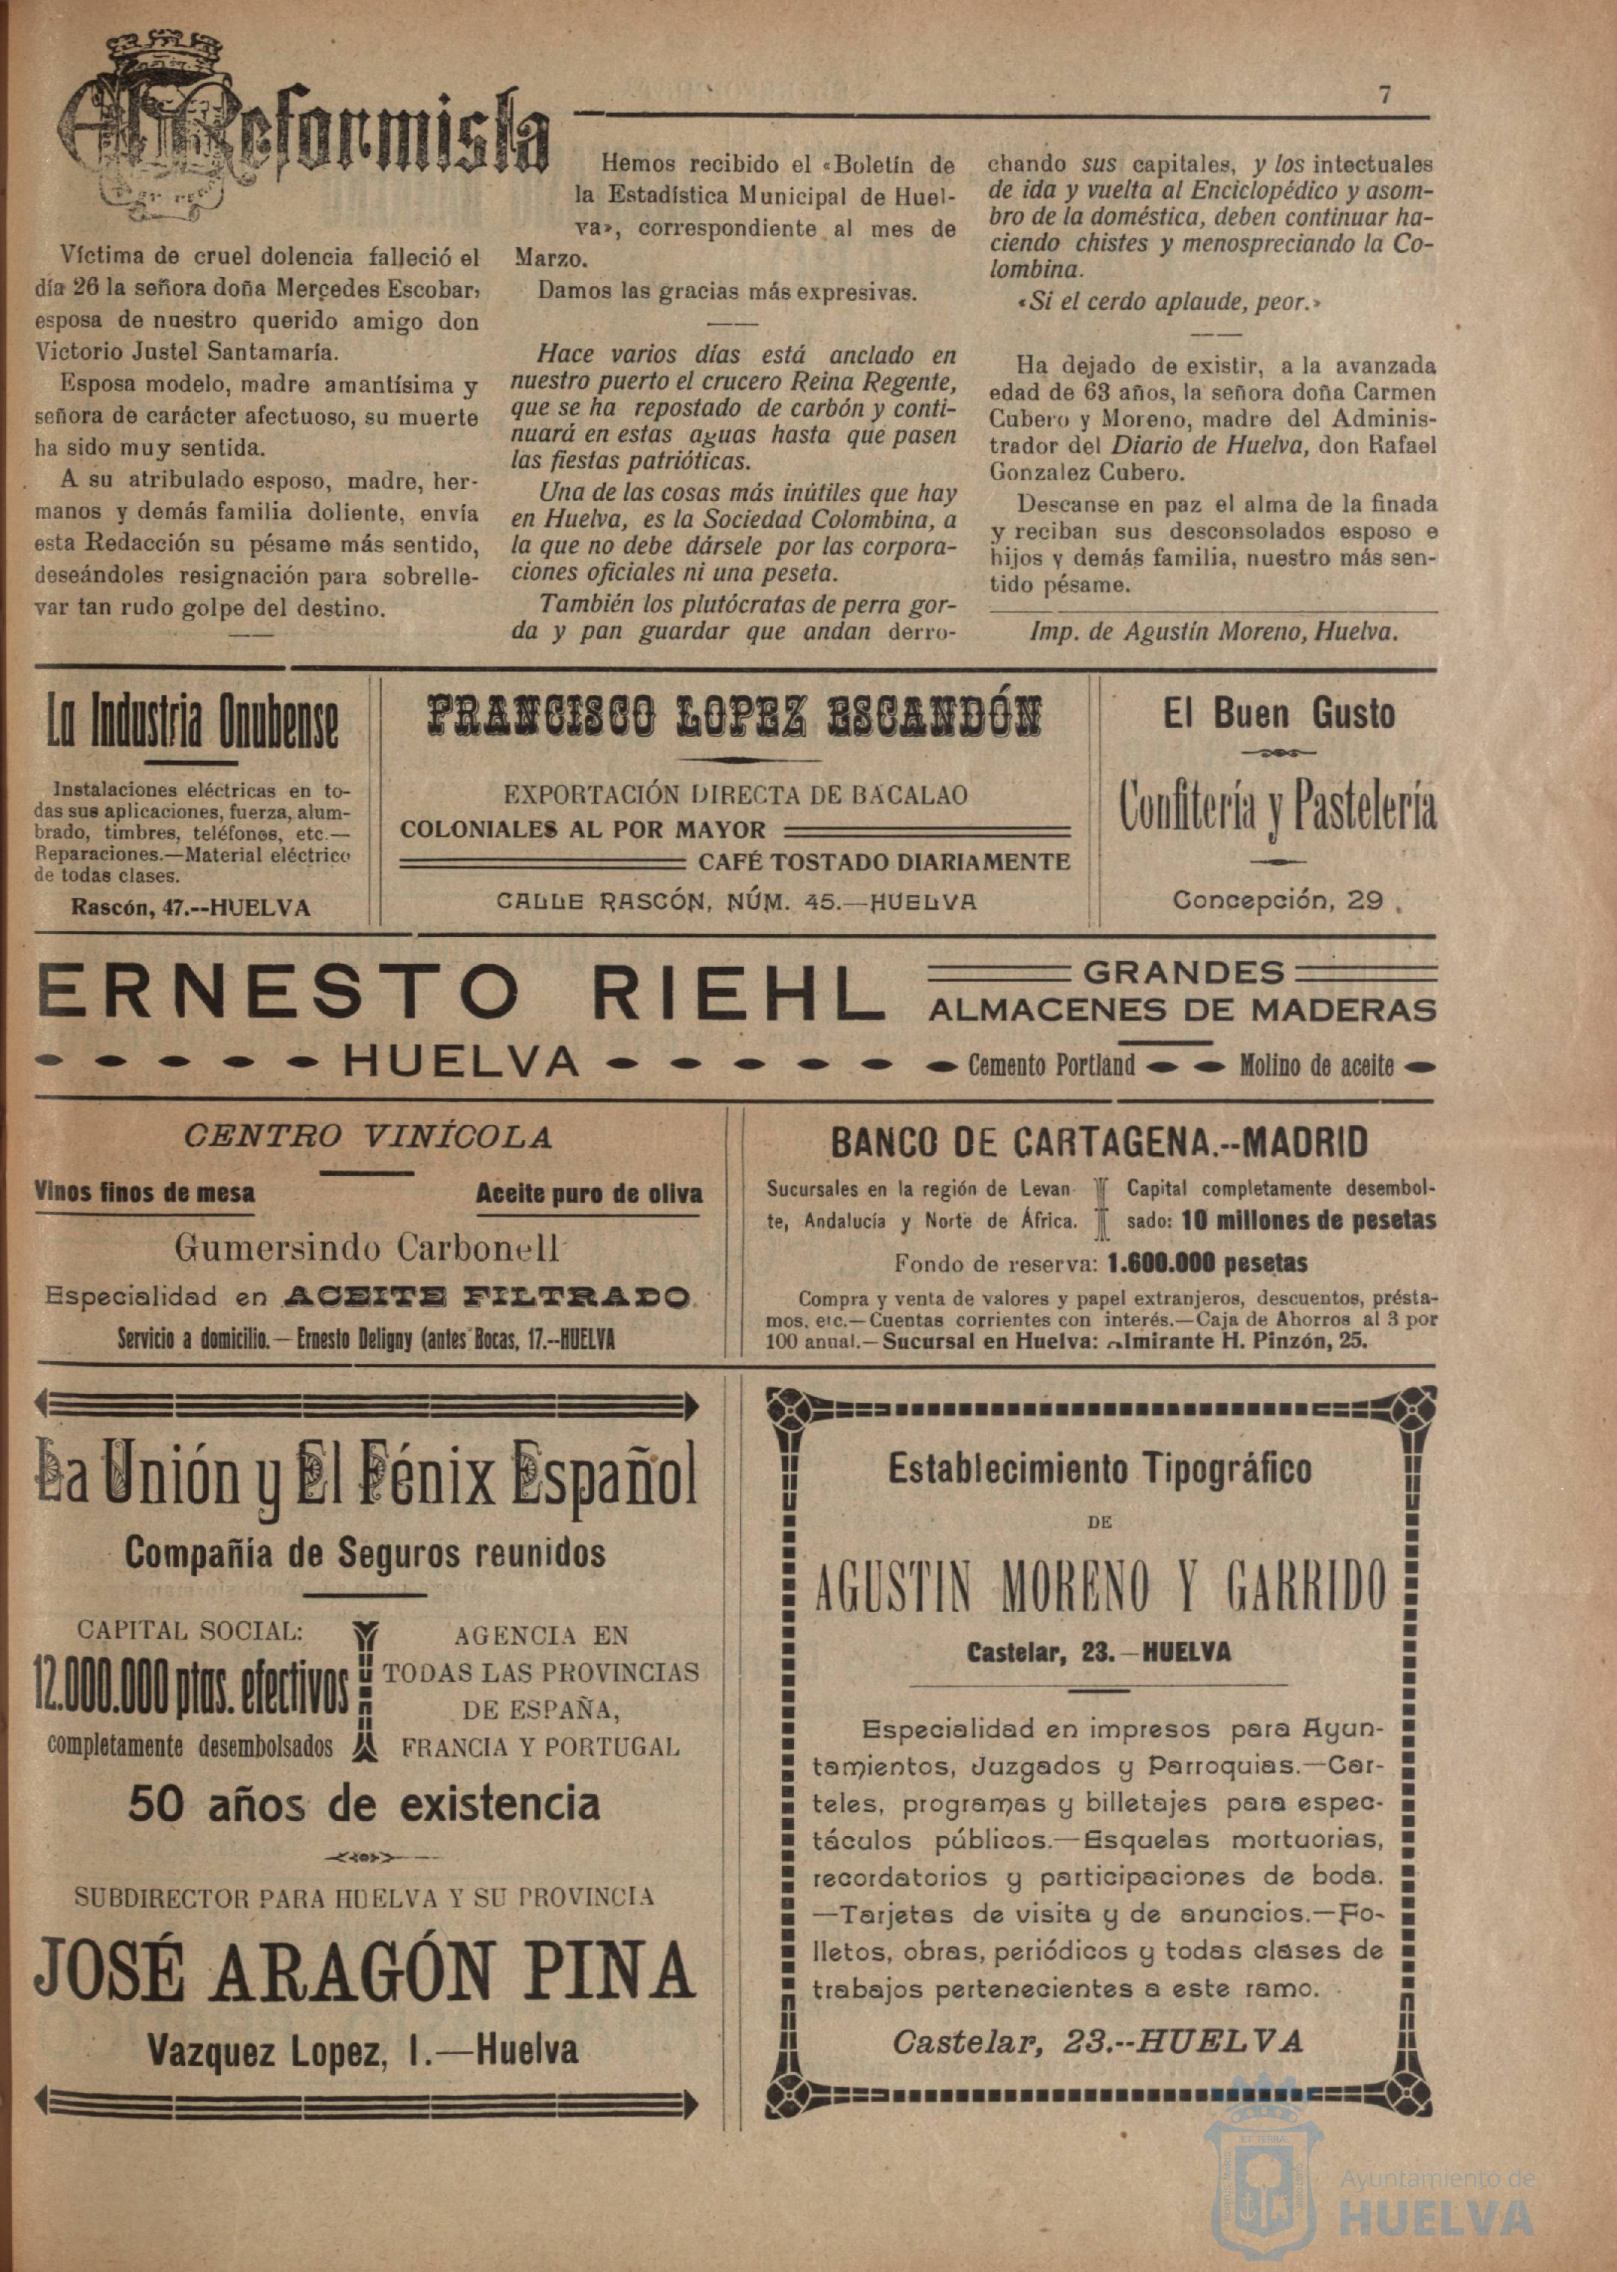 7
El Reformista
Víctima de cruel dolencia falleció el
día 26 la señora doña Mercedes Escobar,
esposa de nuestro querido amigo don
Victorio Justel Santamaría.
Esposa modelo, madre amantísima y
señora de carácter afectuoso, su muerte
ha sido muy sentida.
A su atribulado esposo, madre, her-
manos y demás familia doliente, envía
esta Redacción su pésame más sentido,
deseándoles resignación para sobrelle-
var tan rudo golpe del destino.
Hemos recibido el «Boletín de
la Estadística Municipal de Huel-
va», correspondiente al mes de
Marzo.
Damos las gracias más expresivas.
Hace varios días está anclado en
nuestro puerto el crucero Reina Regente,
que se ha repostado de carbón y conti-
nuará en estas aguas hasta que pasen
las fiestas patrióticas.
Una de las cosas más inútiles que hay
en Huelva, es la Sociedad Colombina, a
la que no debe dársele por las corpora-
ciones oficiales ni una peseta.
También los plutócratas de perra gor-
da y pan guardar que andan derro-
chando sus capitales, y los intectuales
de ida y vuelta al Enciclopédico y asom-
bro de la doméstica, deben continuar ha-
ciendo chistes y menospreciando la Co-
lombina.
«Si el cerdo aplaude, peor.»
Ha dejado de existir, a la avanzada
edad de 63 años, la señora doña Carmen
Cubero y Moreno, madre del Adminis-
trador del Diario de Huelva, don Rafael
Gonzalez Cubero.
Descanse en paz el alma de la finada
y reciban sus desconsolados esposo e
hijos y demás familia, nuestro más sen-
tido pésame.
Imp. de Agustín Moreno, Huelva.
La Industria Onubense
Instalaciones eléctricas en to-
das sus aplicaciones, fuerza, alum-
brado, timbres, teléfonos, etc.—
Reparaciones.—Material eléctrico
de todas clases.
Rascón, 47.--HUELVA
FRANCISCO LOPEZ ESCANDÓN
EXPORTACIÓN DIRECTA DE BACALAO
COLONIALES AL POR MAYOR
CAFÉ TOSTADO DIARIAMENTE
CALLE RASCÓN, NÚM. 45.—HUELVA
El Buen Gusto
Confitería y Pastelería
Concepción, 29
ERNESTO RIEHL
HUELVA
GRANDES
ALMACENES DE MADERAS
Cemento Portland Molino de aceite
CENTRO VINÍCOLA
Vinos finos de mesa Aceite puro de oliva
Gumersindo Carbonell
Especialidad en ACEITE FILTRADO.
Servicio a domicilio.—Ernesto Deligny (antes Bocas, 17.--HUELVA
BANCO DE CARTAGENA.--MADRID
Sucursales en la región de Levan-
te, Andalucía y Norte de África.
Capital completamente desembol-
sado: 10 millones de pesetas
Fondo de reserva: 1.600.000 pesetas
Compra y venta de valores y papel extranjeros, descuentos, présta-
mos, etc.—Cuentas corrientes con interés.—Caja de Ahorros al 3 por
100 anual.—Sucursal en Huelva: Almirante H. Pinzón, 25.
La Unión y El Fénix Español
Compañia de Seguros reunidos
CAPITAL SOCIAL:
12.000.000 ptas. efectivos
completamente desembolsados
AGENCIA EN
TODAS LAS PROVINCIAS
DE ESPAÑA,
FRANCIA Y PORTUGAL
50 años de existencia
SUBDIRECTOR PARA HUELVA Y SU PROVINCIA
JOSÉ ARAGÓN PINA
Vazquez Lopez, 1.—Huelva
Establecimiento Tipográfico
DE
AGUSTIN MORENO Y GARRIDO
Castelar, 23.—HUELVA
Especialidad en impresos para Ayun-
tamientos, Juzgados y Parroquias.—Car-
teles, programas y billetajes para espec-
táculos públicos.—Esquelas mortuorias,
recordatorios y participaciones de boda.
—Tarjetas de visita y de anuncios.—Fo-
lletos, obras, periódicos y todas clases de
trabajos pertenecientes a este ramo.
Castelar, 23.--HUELVA
Ayuntamiento de
HUELVA